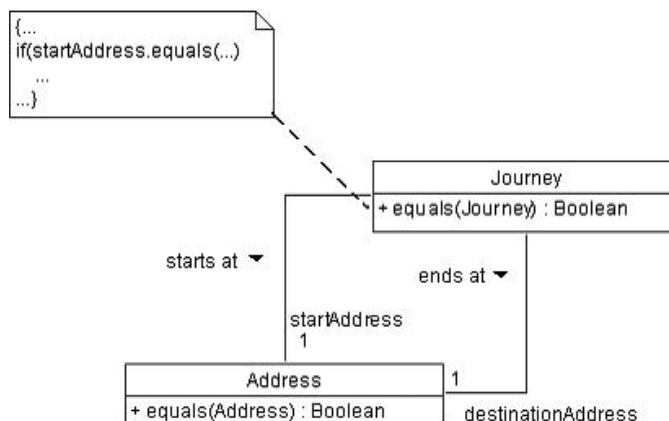 {...
if(startAddress.equals(...)
...
...}
Journey
+ equals(Journey) : Boolean
starts at
ends at
startAddress
1
Address
1
+ equals(Address) : Boolean
destinationAddress